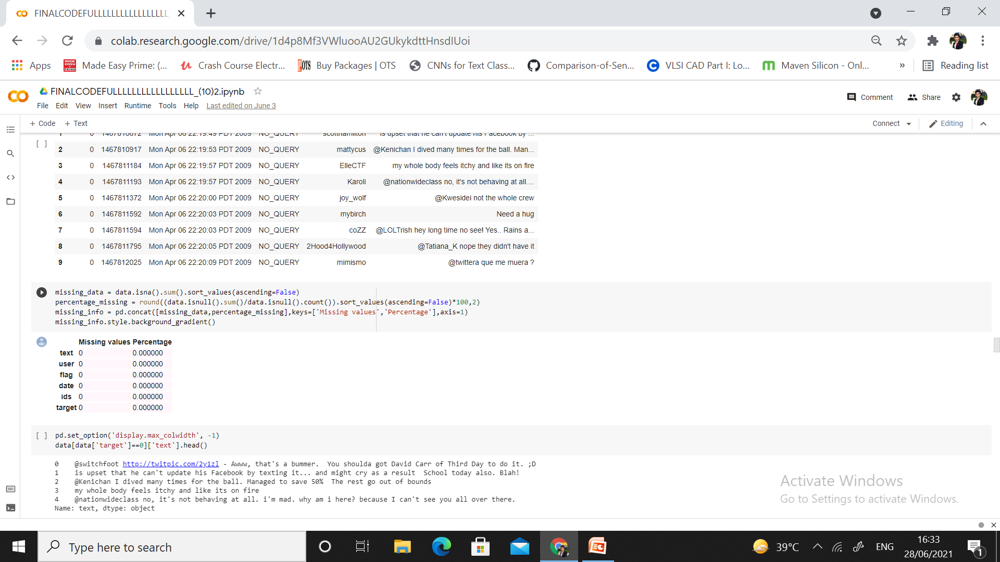 FINALCODEFULLLLLLLLLLLLLLLLL_
colab.research.google.com/drive/1d4p8Mf3VWluooAU2GUkykdttHnsdIUoi
Apps Made Easy Prime: (... Crash Course Electr... Buy Packages | OTS CNNs for Text Class... Comparison-of-Sen... VLSI CAD Part I: Lo... Maven Silicon - Onl... » Reading list
FINALCODEFULLLLLLLLLLLLLLLLL_(10)2.ipynb
Comment Share
File Edit View Insert Runtime Tools Help Last edited on June 3
+ Code + Text Connect Editing
1 0 1467810672 Mon Apr 06 22:19:49 PDT 2009 NO_QUERY scotthamilton is upset that he can't update his Facebook by ...
[ ] 2 0 1467810917 Mon Apr 06 22:19:53 PDT 2009 NO_QUERY mattycus @Kenichan I dived many times for the ball. Man...
3 0 1467811184 Mon Apr 06 22:19:57 PDT 2009 NO_QUERY ElleCTF my whole body feels itchy and like its on fire
4 0 1467811193 Mon Apr 06 22:19:57 PDT 2009 NO_QUERY Karoli @nationwideclass no, it's not behaving at all....
5 0 1467811372 Mon Apr 06 22:20:00 PDT 2009 NO_QUERY joy_wolf @Kwesidei not the whole crew
6 0 1467811592 Mon Apr 06 22:20:03 PDT 2009 NO_QUERY mybirch Need a hug
7 0 1467811594 Mon Apr 06 22:20:03 PDT 2009 NO_QUERY coZZ @LOLTrish hey long time no see! Yes.. Rains a...
8 0 1467811795 Mon Apr 06 22:20:05 PDT 2009 NO_QUERY 2Hood4Hollywood @Tatiana_K nope they didn't have it
9 0 1467812025 Mon Apr 06 22:20:09 PDT 2009 NO_QUERY mimismo @twittera que me muera ?
missing_data = data.isna().sum().sort_values(ascending=False)
percentage_missing = round((data.isnull().sum()/data.isnull().count()).sort_values(ascending=False)*100,2)
missing_info = pd.concat([missing_data,percentage_missing],keys=['Missing values','Percentage'],axis=1)
missing_info.style.background_gradient()
Missing values Percentage
text 0 0.000000
user 0 0.000000
flag 0 0.000000
date 0 0.000000
ids 0 0.000000
target 0 0.000000
[ ] pd.set_option('display.max_colwidth', -1)
data[data['target']==0]['text'].head()
0 @switchfoot http://twitpic.com/2y1zl - Awww, that's a bummer. You shoulda got David Carr of Third Day to do it. ;D
1 is upset that he can't update his Facebook by texting it... and might cry as a result School today also. Blah!
2 @Kenichan I dived many times for the ball. Managed to save 50% The rest go out of bounds
3 my whole body feels itchy and like its on fire
4 @nationwideclass no, it's not behaving at all. i'm mad. why am i here? because I can't see you all over there.
Name: text, dtype: object
Activate Windows
Go to Settings to activate Windows.
Type here to search
39°C ENG
16:33
28/06/2021
1